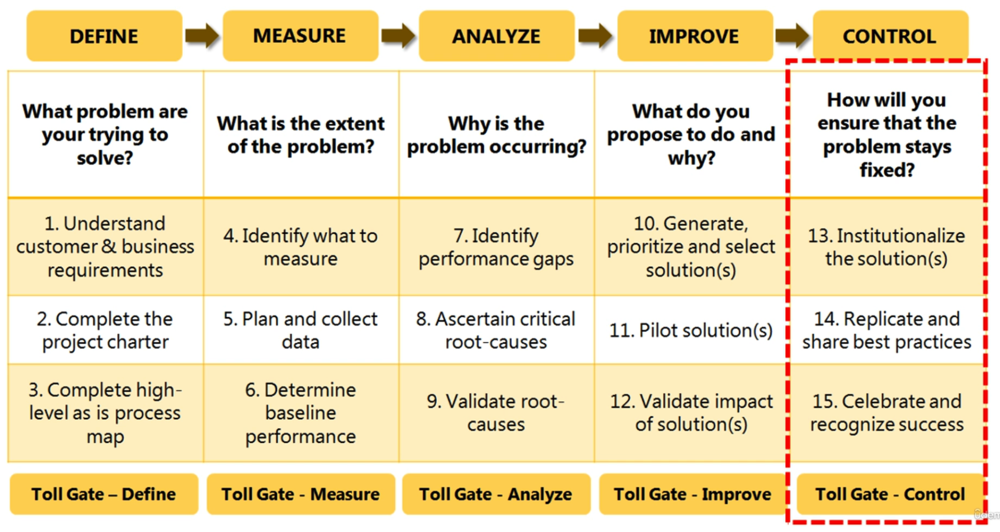 DEFINE
MEASURE
ANALYZE
IMPROVE
CONTROL
What problem are
your trying to
solve?
What is the extent
of the problem?
Why is the
problem occurring?
What do you
propose to do and
why?
How will you
ensure that the
problem stays
fixed?
1. Understand
customer & business
requirements
4. Identify what to
measure
7. Identify
performance gaps
10. Generate,
prioritize and select
solution(s)
13. Institutionalize
the solution(s)
2. Complete the
project charter
5. Plan and collect
data
8. Ascertain critical
root-causes
11. Pilot solution(s)
14. Replicate and
share best practices
3. Complete high-
level as is process
map
6. Determine
baseline
performance
9. Validate root-
causes
12. Validate impact
of solution(s)
15. Celebrate and
recognize success
Toll Gate – Define
Toll Gate - Measure
Toll Gate - Analyze
Toll Gate - Improve
Toll Gate - Control